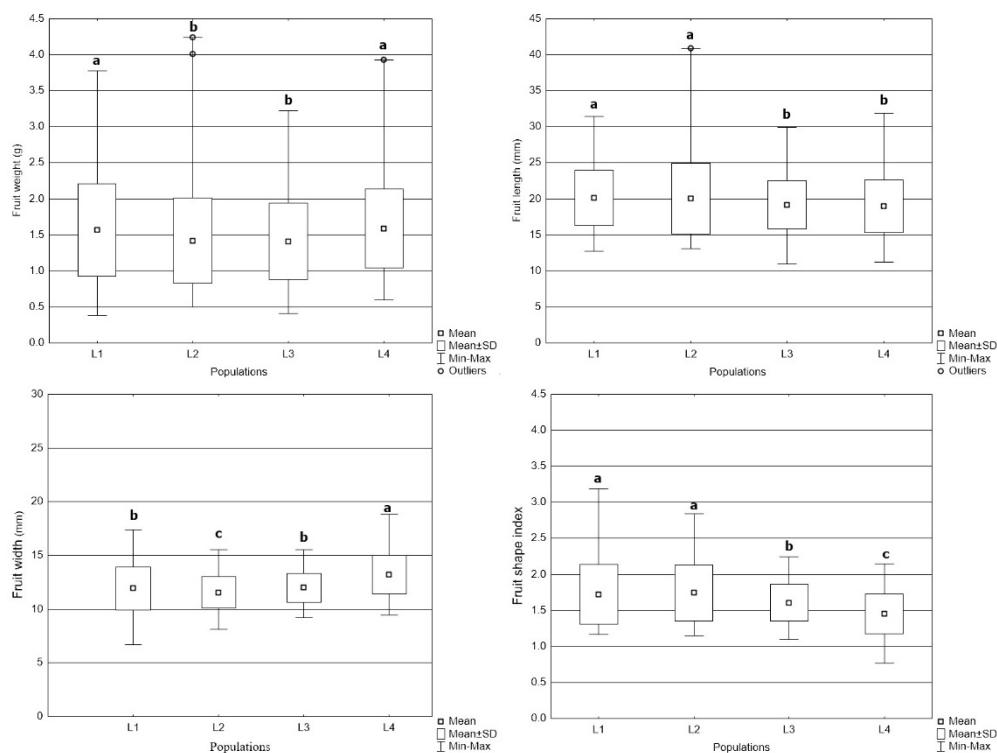 Fruit weight (g)
4.5
4.0
3.5
3.0
2.5
2.0
1.5
1.0
0.5
0.0
a
b
b
a
L1 L2 L3 L4
Populations
Mean
Mean±SD
Min-Max
Outliers
Fruit length (mm)
45
40
35
30
25
20
15
10
5
0
a
a
b
b
L1 L2 L3 L4
Populations
Mean
Mean±SD
Min-Max
Outliers
Fruit width (mm)
30
25
20
15
10
5
0
b
c
b
a
L1 L2 L3 L4
Populations
Mean
Mean±SD
Min-Max
Fruit shape index
4.5
4.0
3.5
3.0
2.5
2.0
1.5
1.0
0.5
0.0
a
a
b
c
L1 L2 L3 L4
Populations
Mean
Mean±SD
Min-Max